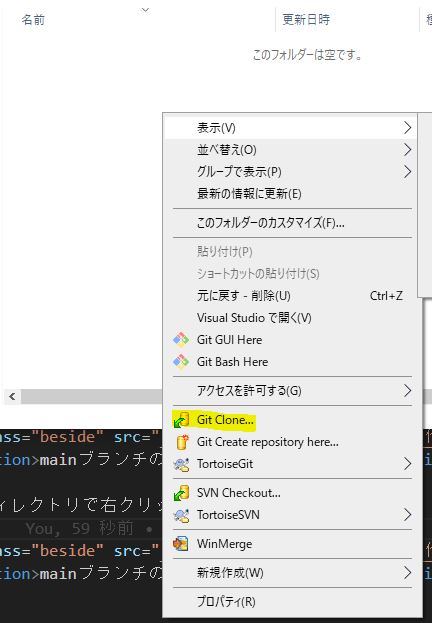 名前
更新日時
このフォルダーは空です。
表示(V)
並べ替え(O)
グループで表示(P)
最新の情報に更新(E)
このフォルダーのカスタマイズ(F)...
貼り付け(P)
ショートカットの貼り付け(S)
元に戻す - 削除(U) Ctrl+Z
Visual Studio で開く(V)
Git GUI Here
Git Bash Here
アクセスを許可する(G)
Git Clone...
Git Create repository here...
TortoiseGit
SVN Checkout...
TortoiseSVN
WinMerge
新規作成(W)
プロパティ(R)
ass="beside" src="
tion>mainブランチの
ィレクトリで右クリッ
You, 59 秒前 •
ass="beside" src="
tion>mainブランチの